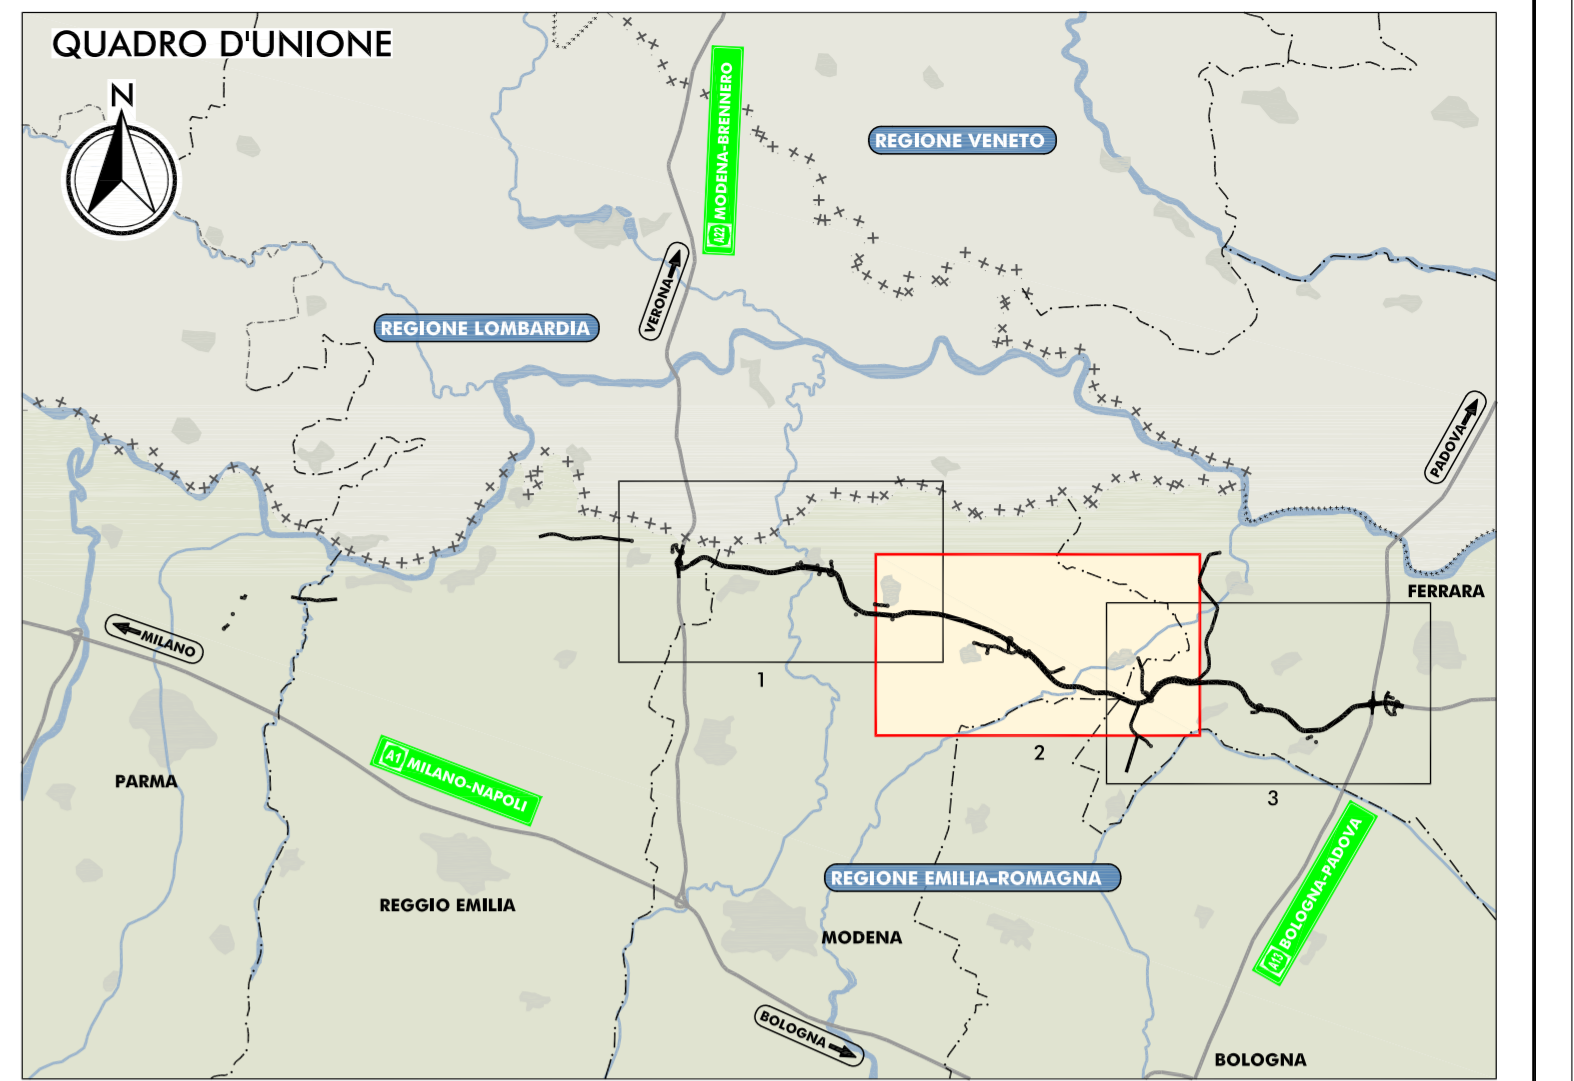 QUADRO D'UNIONE
N
A22 MODENA-BRENNERO
REGIONE VENETO
VERONA
REGIONE LOMBARDIA
PADOVA
FERRARA
MILANO
1
2
3
PARMA
A1 MILANO-NAPOLI
A13 BOLOGNA-PADOVA
REGIONE EMILIA-ROMAGNA
REGGIO EMILIA
MODENA
BOLOGNA
BOLOGNA